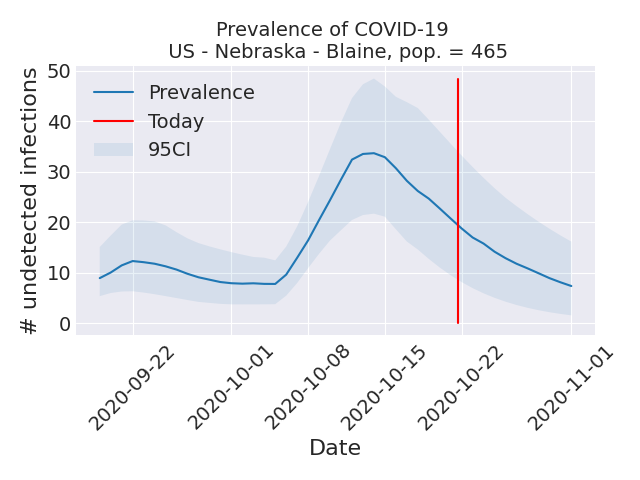 Prevalence of COVID-19
US - Nebraska - Blaine, pop. = 465
# undetected infections
50
40
30
20
10
0
Prevalence
Today
95CI
2020-09-22
2020-10-01
2020-10-08
2020-10-15
2020-10-22
2020-11-01
Date